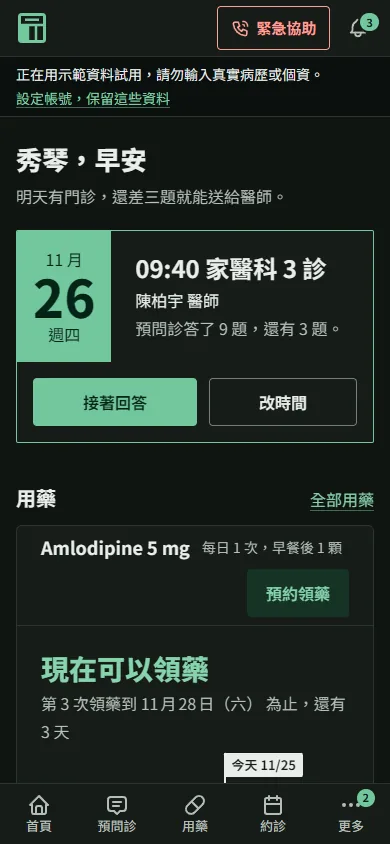 緊急協助
3
正在用示範資料試用，請勿輸入真實病歷或個資。
設定帳號，保留這些資料
秀琴，早安
明天有門診，還差三題就能送給醫師。
11 月
26
週四
09:40 家醫科 3 診
陳柏宇 醫師
預問診答了 9 題，還有 3 題。
接著回答
改時間
用藥
全部用藥
Amlodipine 5 mg
每日 1 次，早餐後 1 顆
預約領藥
現在可以領藥
第 3 次領藥到 11月28日（六） 為止，還有
3 天
今天 11/25
首頁
預問診
用藥
約診
2
更多